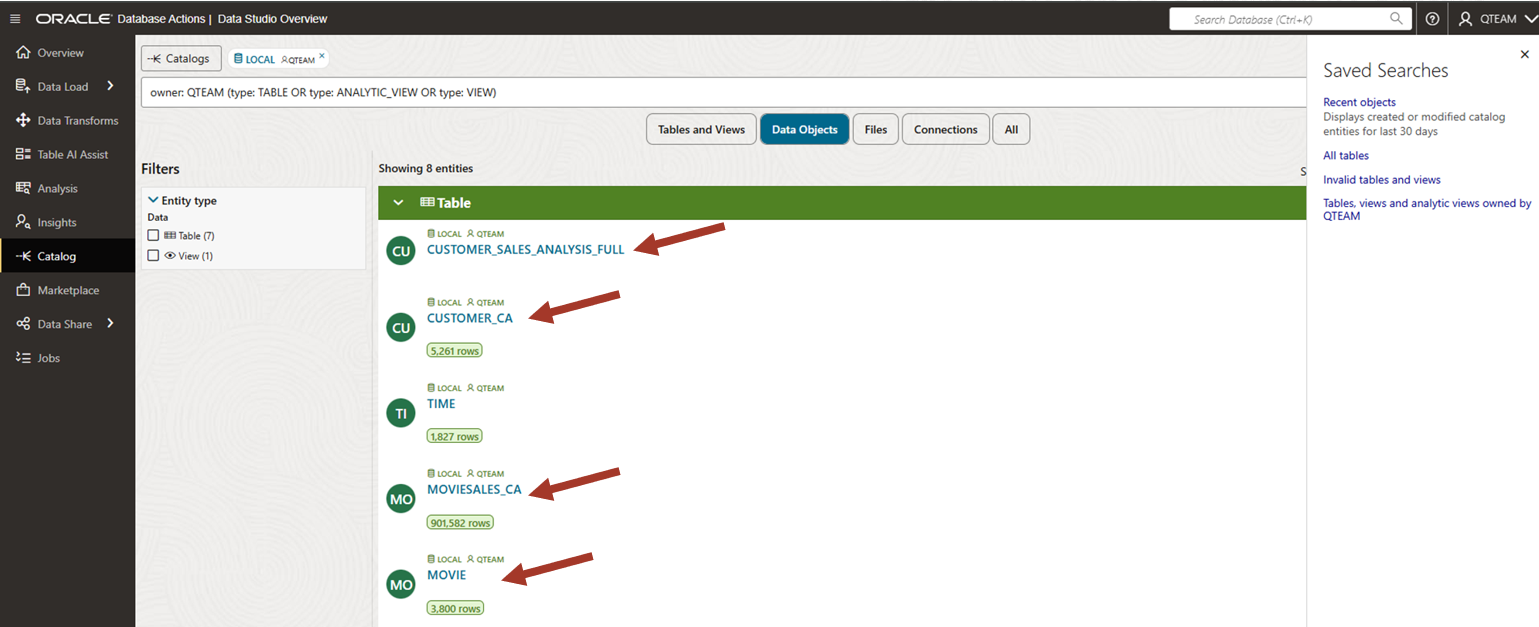 ORACLE Database Actions | Data Studio Overview
Search Database (Ctrl+K)
QTEAM
Overview
Data Load
Data Transforms
Table AI Assist
Analysis
Insights
Catalog
Marketplace
Data Share
Jobs
Catalogs
LOCAL QTEAM ×
owner: QTEAM (type: TABLE OR type: ANALYTIC_VIEW OR type: VIEW)
Tables and Views
Data Objects
Files
Connections
All
Filters
Entity type
Data
Table (7)
View (1)
Showing 8 entities
S
Table
LOCAL QTEAM
CU
CUSTOMER_SALES_ANALYSIS_FULL
LOCAL QTEAM
CU
CUSTOMER_CA
5,261 rows
LOCAL QTEAM
TI
TIME
1,827 rows
LOCAL QTEAM
MO
MOVIESALES_CA
901,582 rows
LOCAL QTEAM
MO
MOVIE
3,800 rows
Saved Searches
Recent objects
Displays created or modified catalog
entities for last 30 days
All tables
Invalid tables and views
Tables, views and analytic views owned by
QTEAM